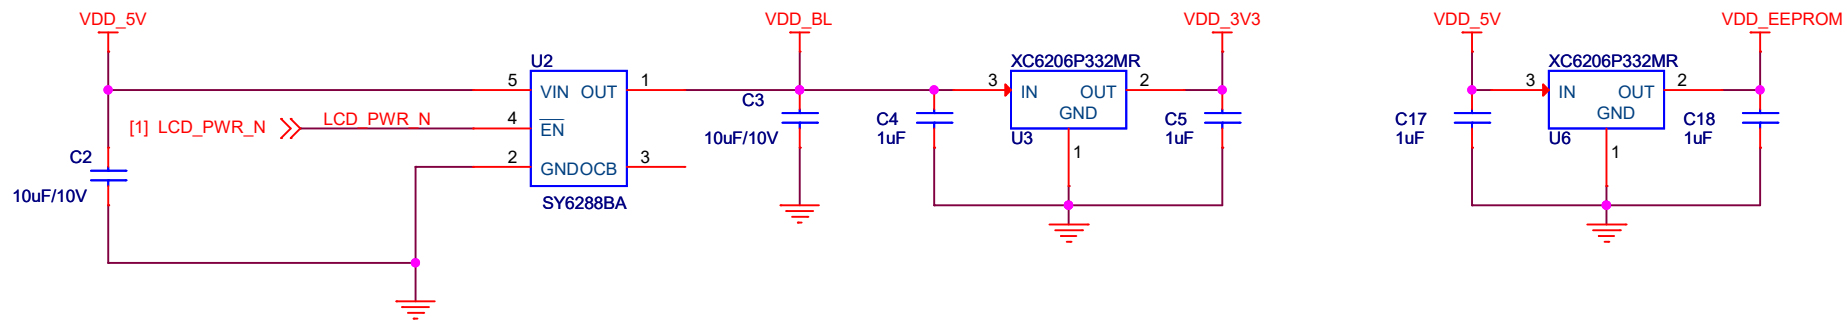 VDD_5V
VDD_BL
VDD_3V3
VDD_5V
VDD_EEPROM
U2
XC6206P332MR
XC6206P332MR
5
VIN
OUT
1
3
IN
OUT
2
GND
3
IN
OUT
2
GND
C3
10uF/10V
[1] LCD_PWR_N
LCD_PWR_N
4
EN
C4
1uF
U3
C5
1uF
C17
1uF
U6
C18
1uF
1
1
C2
10uF/10V
2
GND
OCB
3
SY6288BA